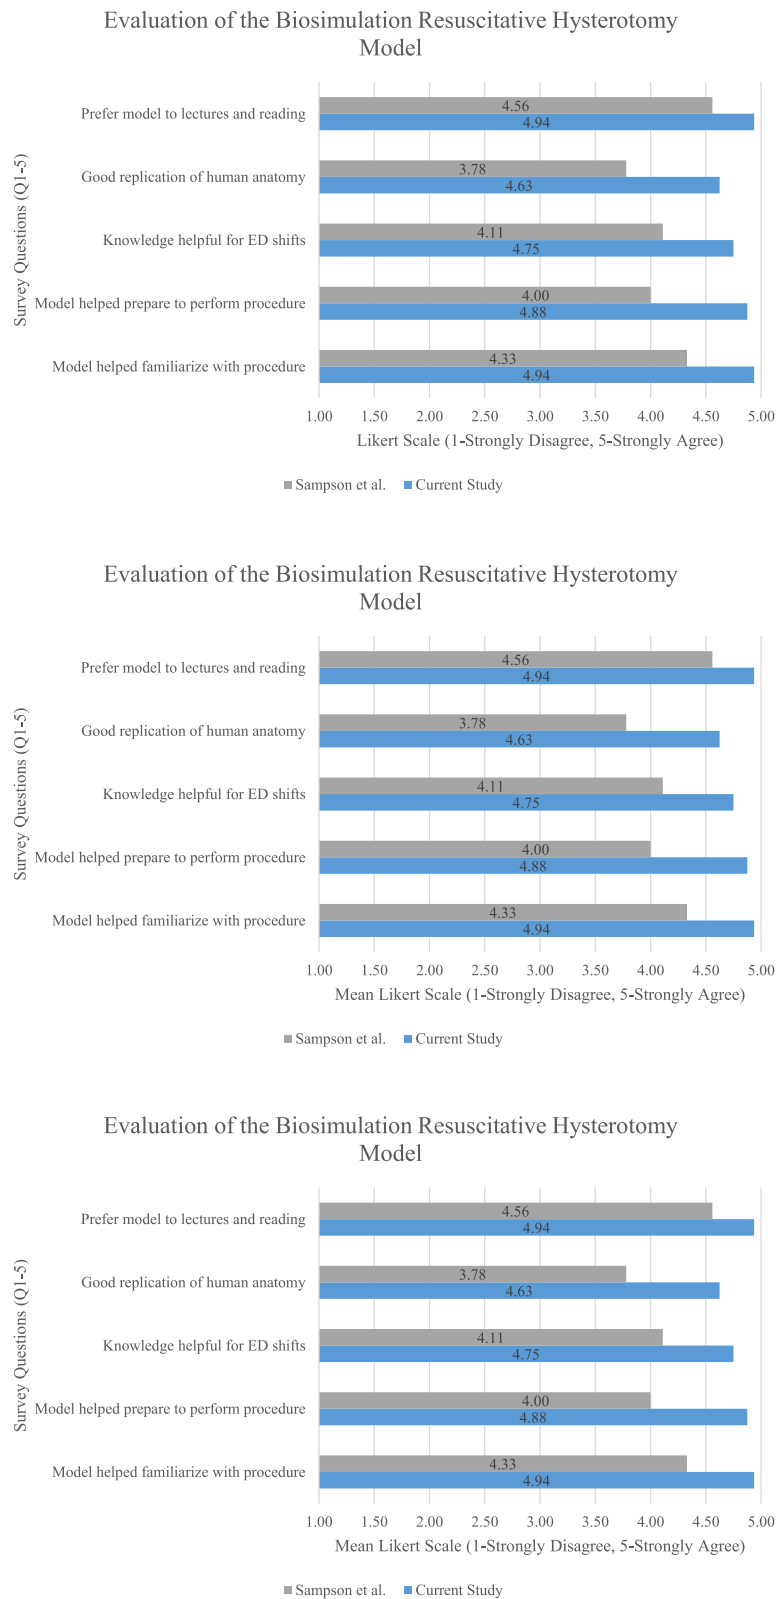 Evaluation of the Biosimulation Resuscitative Hysterotomy
Model
Survey Questions (Q1-5)
Prefer model to lectures and reading
4.56
4.94
Good replication of human anatomy
3.78
4.63
Knowledge helpful for ED shifts
4.11
4.75
Model helped prepare to perform procedure
4.00
4.88
Model helped familiarize with procedure
4.33
4.94
1.00 1.50 2.00 2.50 3.00 3.50 4.00 4.50 5.00
Likert Scale (1-Strongly Disagree, 5-Strongly Agree)
Sampson et al. Current Study
Evaluation of the Biosimulation Resuscitative Hysterotomy
Model
Survey Questions (Q1-5)
Prefer model to lectures and reading
4.56
4.94
Good replication of human anatomy
3.78
4.63
Knowledge helpful for ED shifts
4.11
4.75
Model helped prepare to perform procedure
4.00
4.88
Model helped familiarize with procedure
4.33
4.94
1.00 1.50 2.00 2.50 3.00 3.50 4.00 4.50 5.00
Mean Likert Scale (1-Strongly Disagree, 5-Strongly Agree)
Sampson et al. Current Study
Evaluation of the Biosimulation Resuscitative Hysterotomy
Model
Survey Questions (Q1-5)
Prefer model to lectures and reading
4.56
4.94
Good replication of human anatomy
3.78
4.63
Knowledge helpful for ED shifts
4.11
4.75
Model helped prepare to perform procedure
4.00
4.88
Model helped familiarize with procedure
4.33
4.94
1.00 1.50 2.00 2.50 3.00 3.50 4.00 4.50 5.00
Mean Likert Scale (1-Strongly Disagree, 5-Strongly Agree)
Sampson et al. Current Study